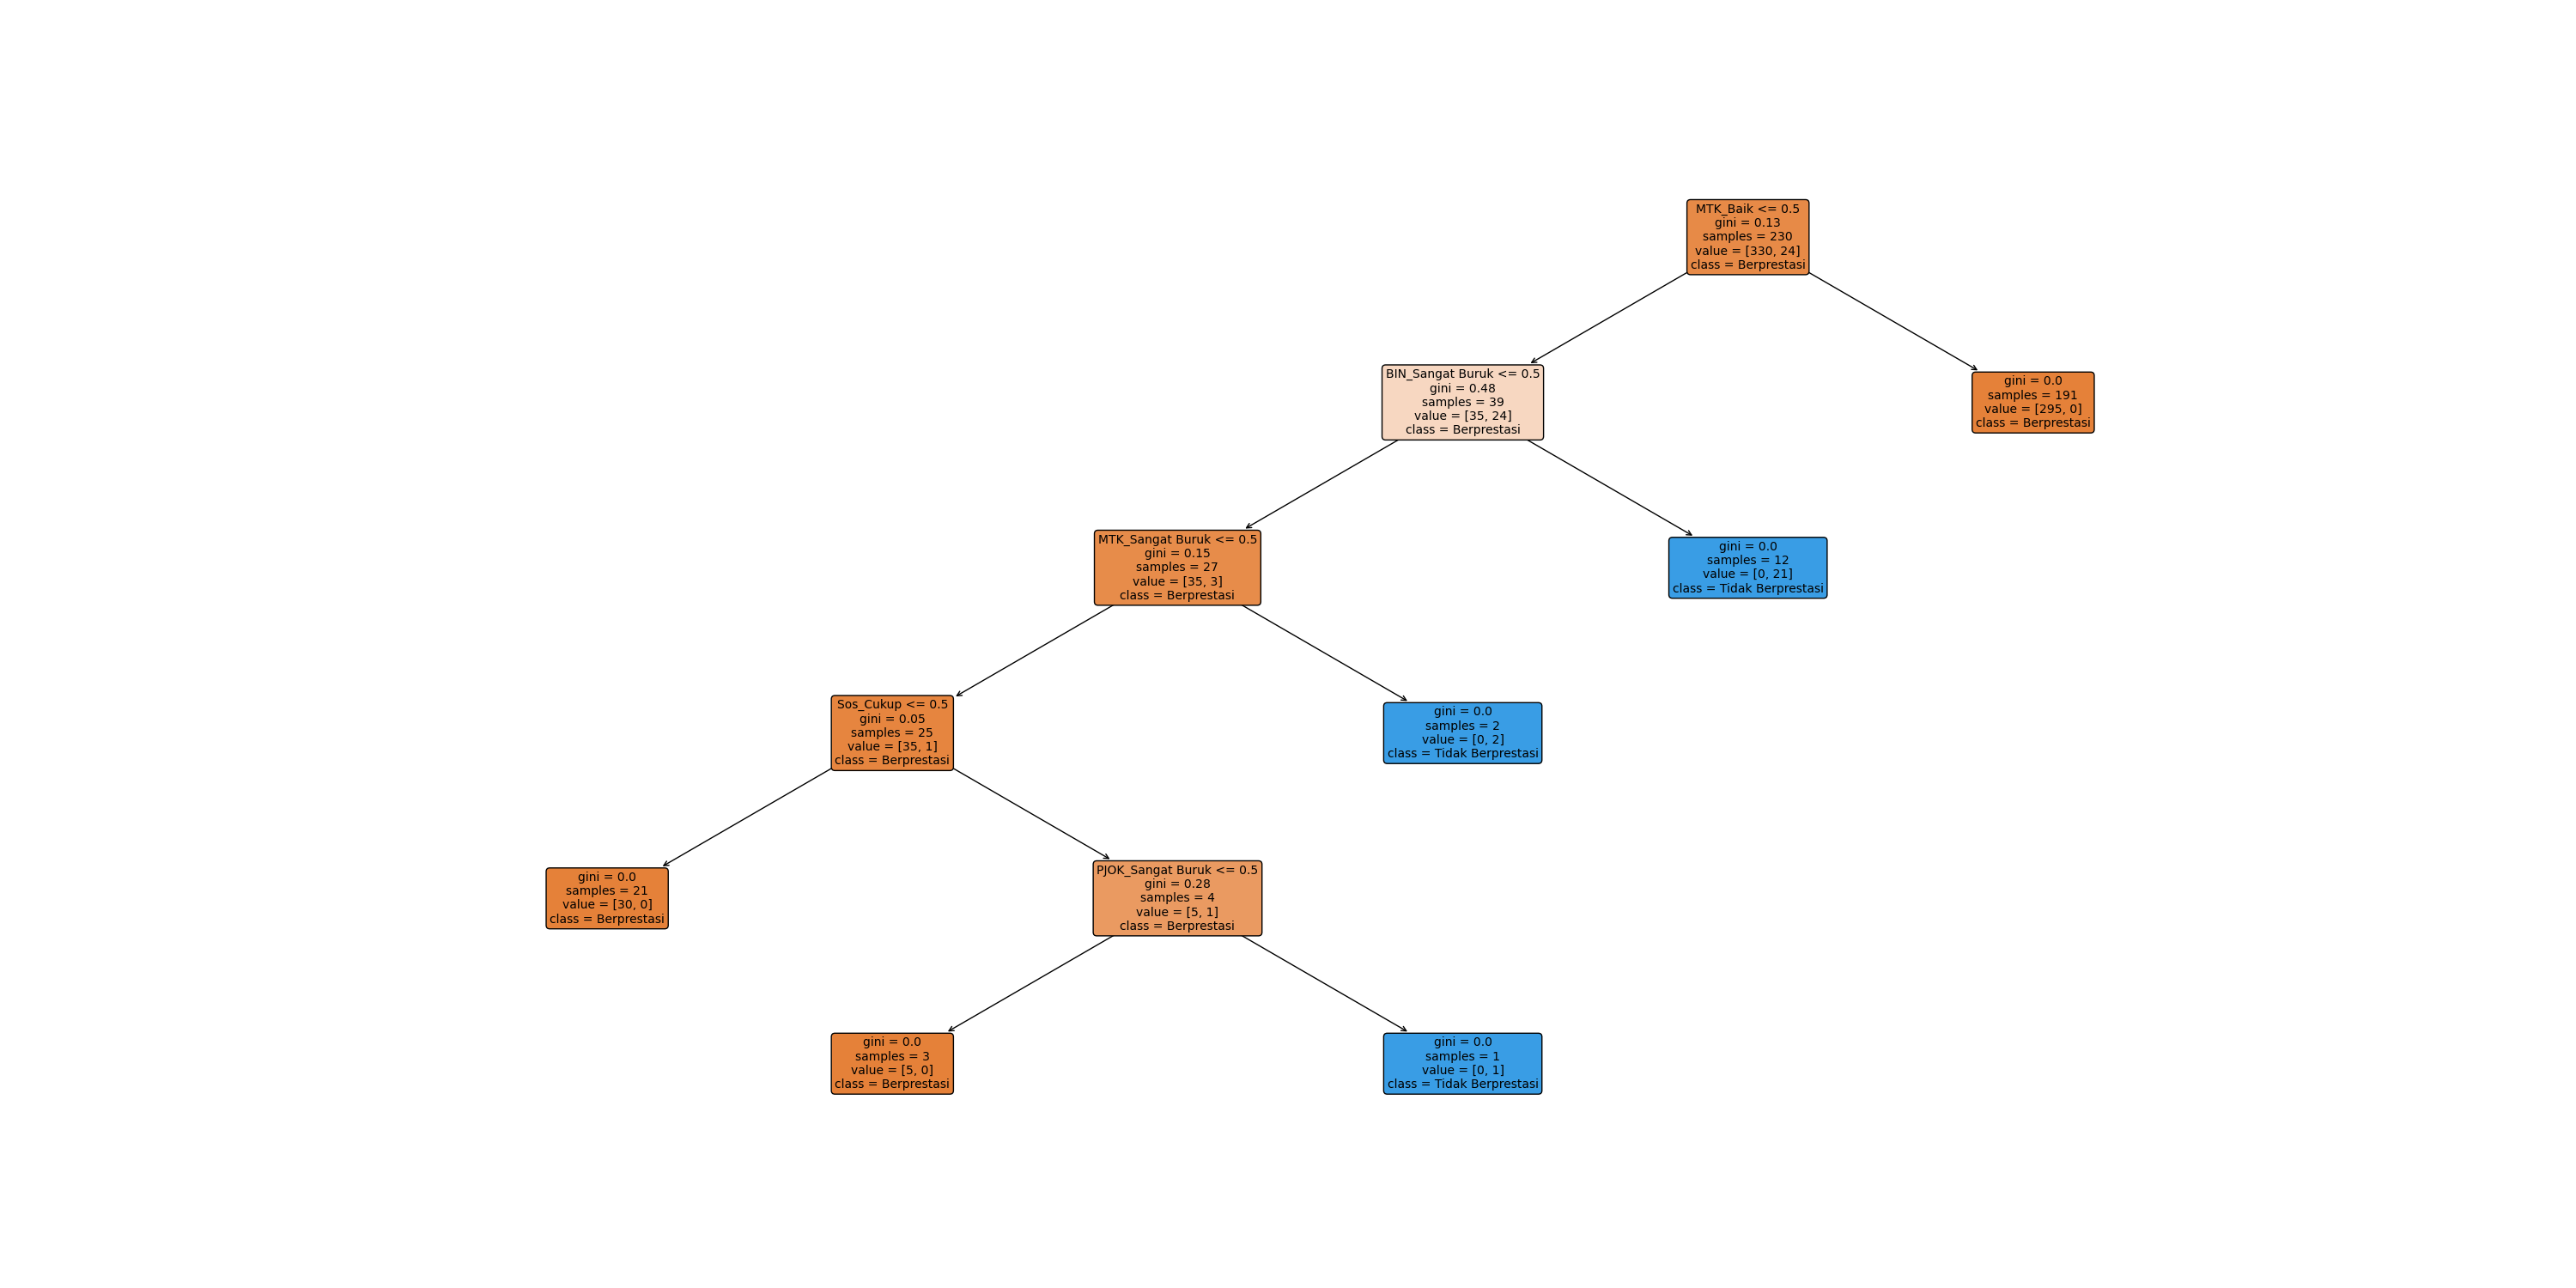 MTK_Baik <= 0.5
gini = 0.13
samples = 230
value = [330, 24]
class = Berprestasi
BIN_Sangat Buruk <= 0.5
gini = 0.48
samples = 39
value = [35, 24]
class = Berprestasi
gini = 0.0
samples = 191
value = [295, 0]
class = Berprestasi
MTK_Sangat Buruk <= 0.5
gini = 0.15
samples = 27
value = [35, 3]
class = Berprestasi
gini = 0.0
samples = 12
value = [0, 21]
class = Tidak Berprestasi
Sos_Cukup <= 0.5
gini = 0.05
samples = 25
value = [35, 1]
class = Berprestasi
gini = 0.0
samples = 2
value = [0, 2]
class = Tidak Berprestasi
gini = 0.0
samples = 21
value = [30, 0]
class = Berprestasi
PJOK_Sangat Buruk <= 0.5
gini = 0.28
samples = 4
value = [5, 1]
class = Berprestasi
gini = 0.0
samples = 3
value = [5, 0]
class = Berprestasi
gini = 0.0
samples = 1
value = [0, 1]
class = Tidak Berprestasi